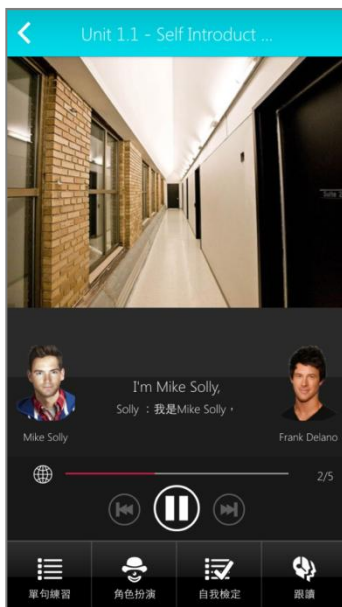 Unit 1.1 - Self Introduct ...
I'm Mike Solly,
Solly ：我是Mike Solly，
Mike Solly
Frank Delano
2/5
單句練習
角色扮演
自我檢定
跟讀